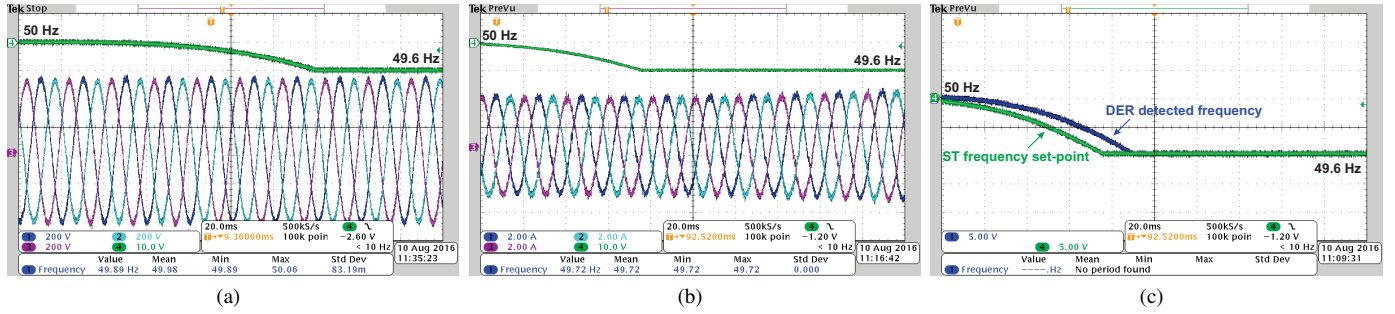 Tek Stop
T
T
50 Hz
49.6 Hz
4
3
1 200 V 2 200 V
3 200 V 4 10.0 V
20.0ms 500kS/s 4
T→▾9.36000ms 100k poin −2.60 V
< 10 Hz
Value Mean Min Max Std Dev
1 Frequency 49.89 Hz 49.98 49.89 50.06 83.19m
10 Aug 2016
11:35:23
(a)
Tek PreVu
T
T
50 Hz
49.6 Hz
4
3
1 2.00 A 2 2.00 A
3 2.00 A 4 10.0 V
20.0ms 500kS/s 4
T→▾92.5200ms 100k poin −1.20 V
< 10 Hz
Value Mean Min Max Std Dev
1 Frequency 49.72 Hz 49.72 49.72 49.72 0.000
10 Aug 2016
11:16:42
(b)
Tek PreVu
T
T
50 Hz
DER detected frequency
ST frequency set-point
49.6 Hz
4
1 5.00 V
4 5.00 V
20.0ms 500kS/s 4
T→▾92.5200ms 100k poin −1.20 V
< 10 Hz
Value Mean Min Max Std Dev
1 Frequency ----.Hz No period found
10 Aug 2016
11:09:31
(c)